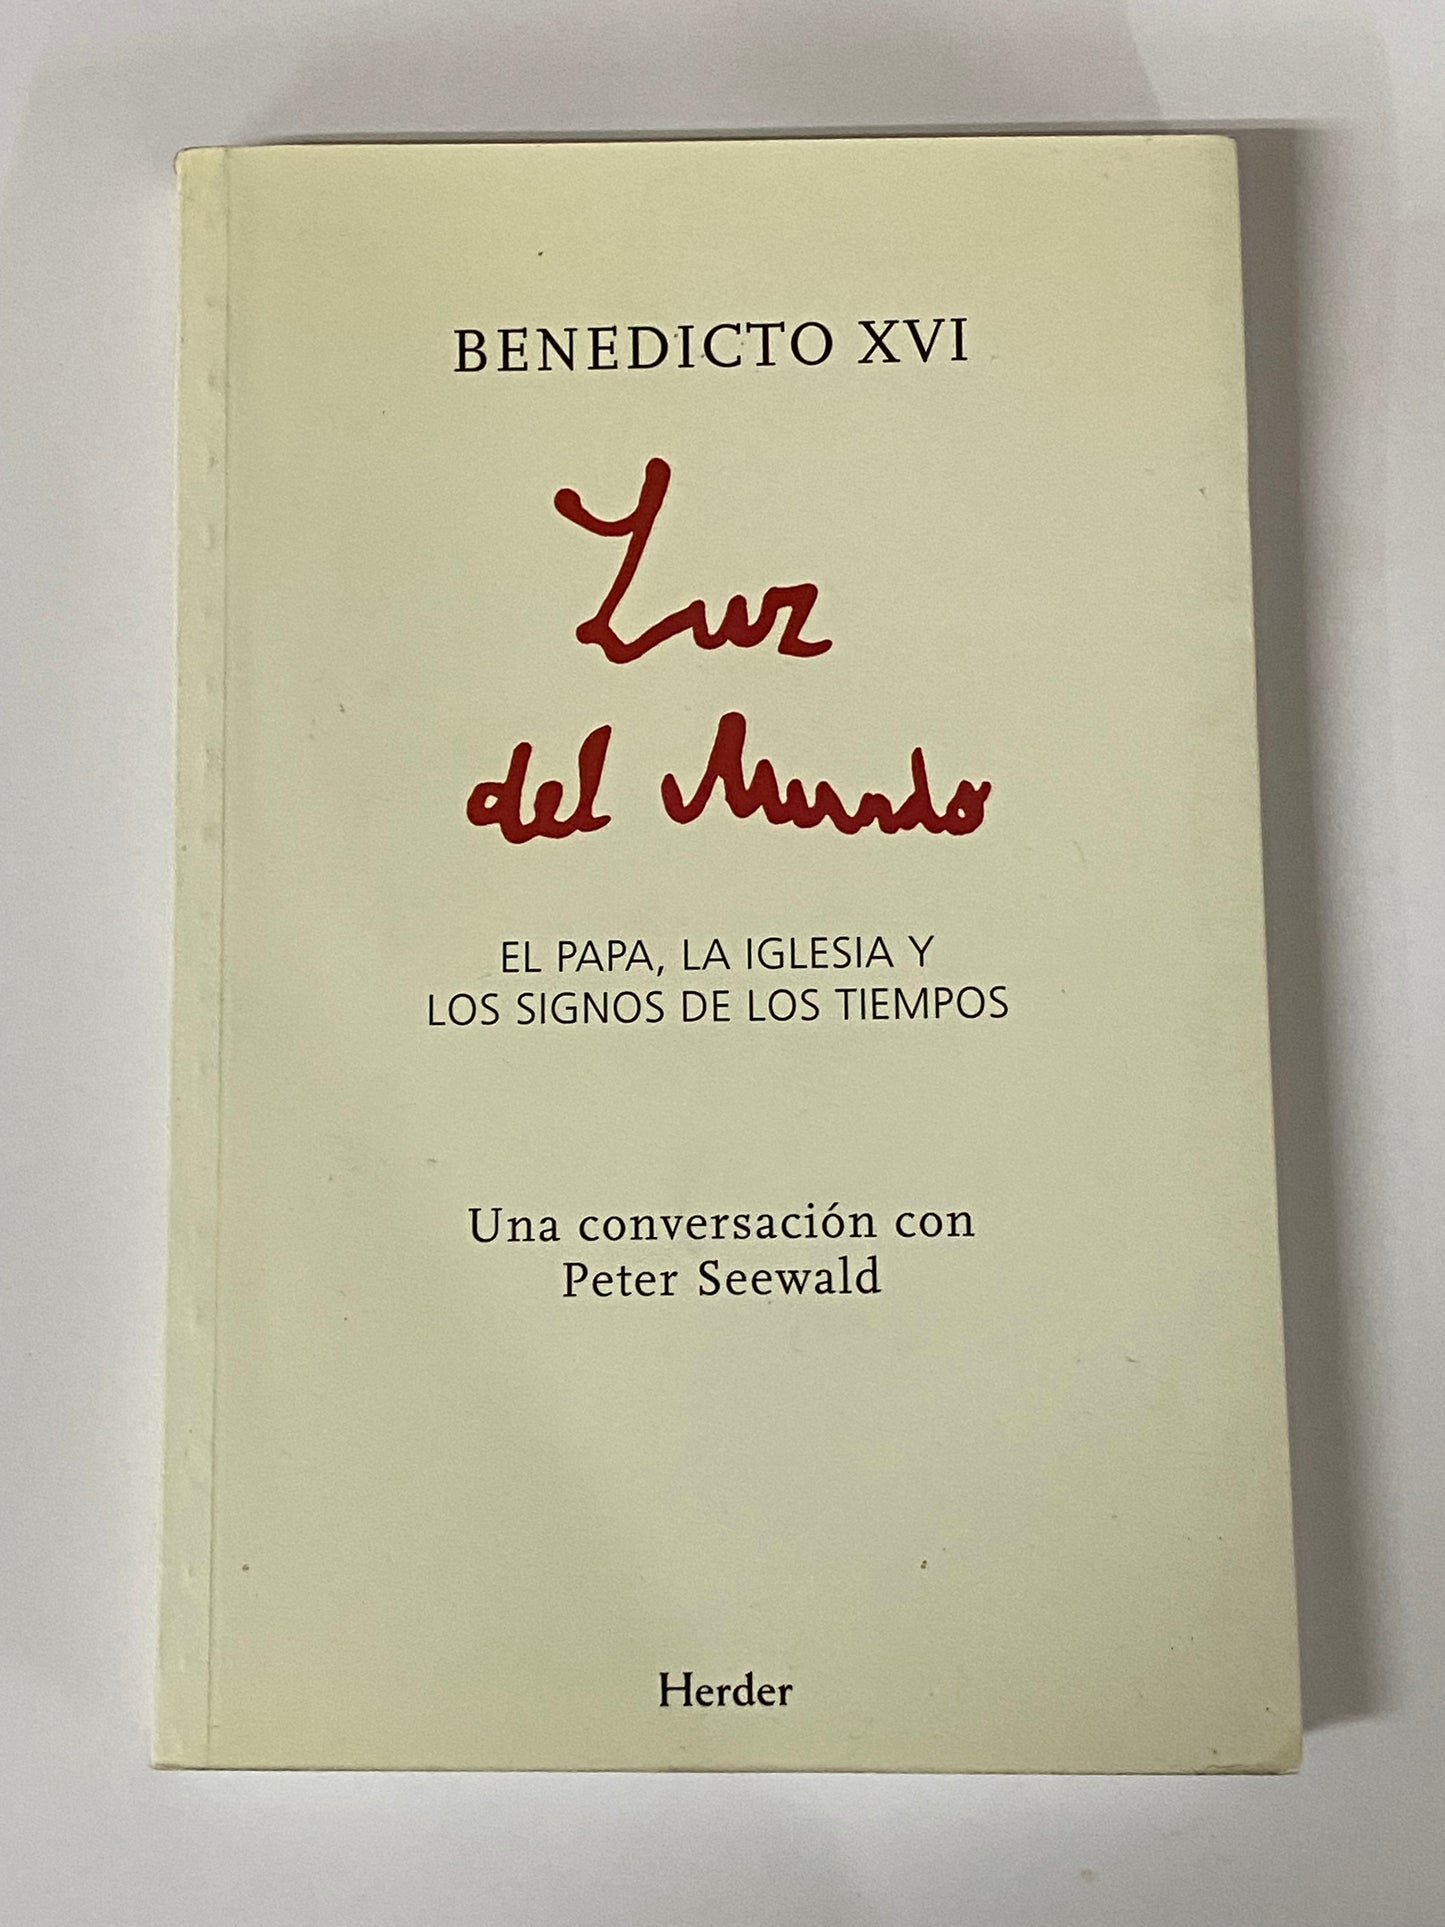 BENEDICTO XVI
Luz
del Mundo
EL PAPA, LA IGLESIA Y
LOS SIGNOS DE LOS TIEMPOS
Una conversación con
Peter Seewald
Herder